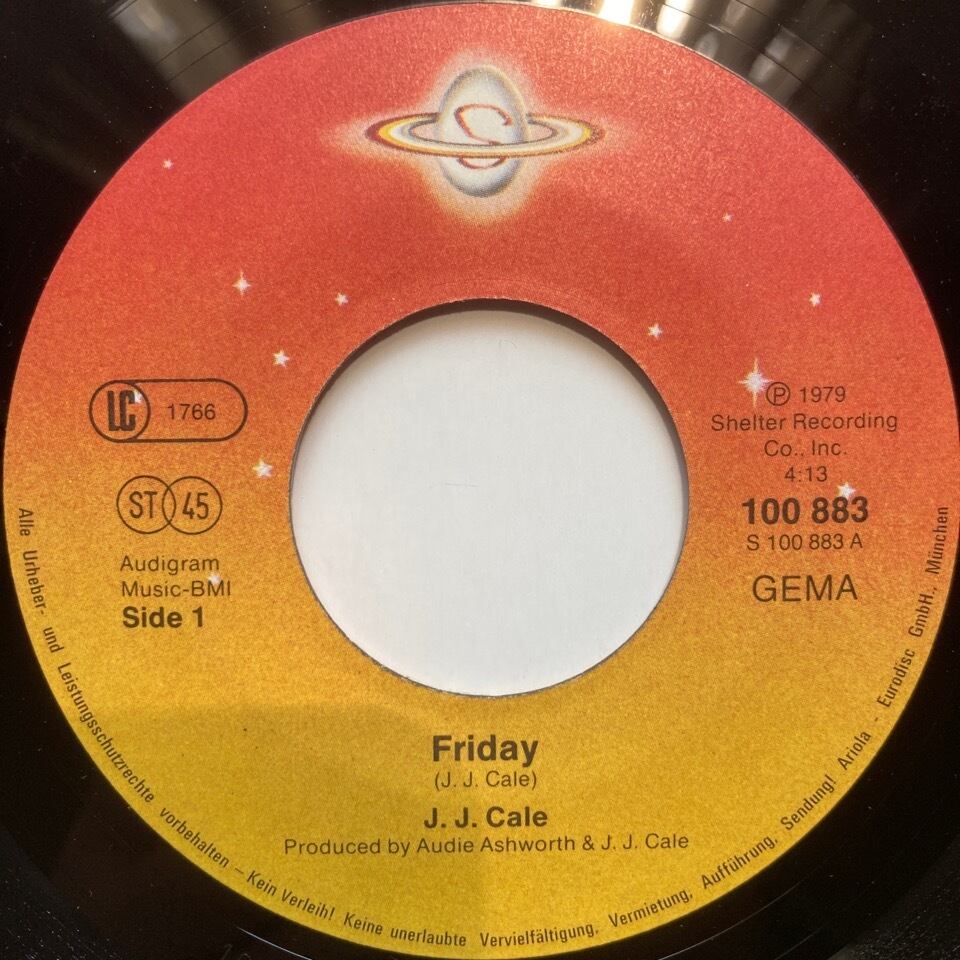 S
LC 1766
ST 45
Audigram
Music-BMI
Side 1
Ⓟ 1979
Shelter Recording
Co., Inc.
4:13
100 883
S 100 883 A
GEMA
Friday
(J. J. Cale)
J. J. Cale
Produced by Audie Ashworth & J. J. Cale
Alle Urheber- und Leistungsschutzrechte vorbehalten – Kein Verleih! Keine unerlaubte Vervielfältigung, Vermietung, Aufführung, Sendung! Ariola - Eurodisc GmbH., München